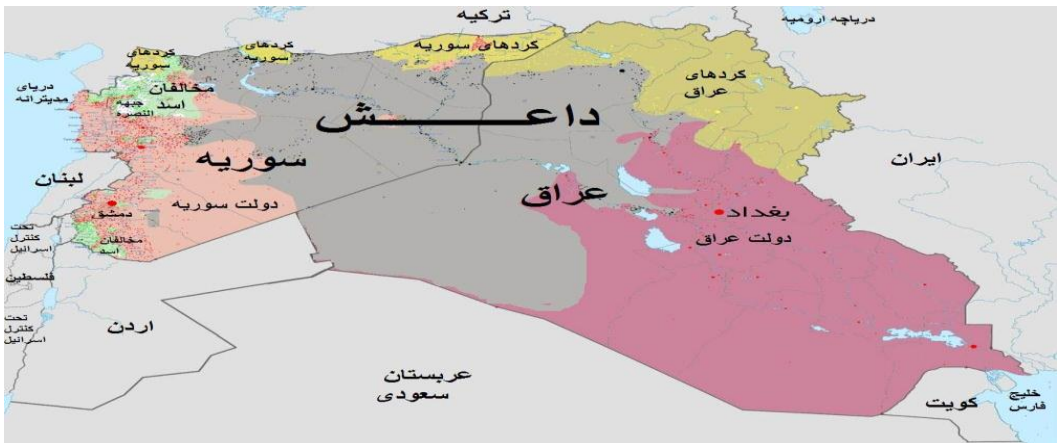 ترکیه
دریاچه ارومیه
کردهای
سوریه
کردهای
سوریه
کردهای سوریه
کردهای
عراق
مخالفان
اسد
جبهه
النصره
دریای
مدیترانه
داعــــــش
سوریه
دولت سوریه
لبنان
دمشق
مخالفان
اسد
عراق
بغداد
دولت عراق
ایران
تحت
کنترل
اسرائیل
فلسطین
تحت
کنترل
اسرائیل
اردن
عربستان
سعودی
کویت
خلیج
فارس